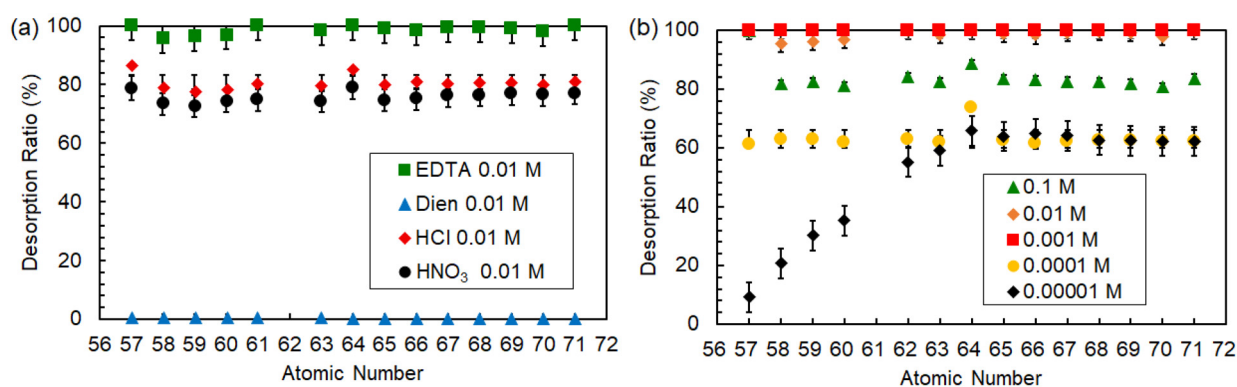 (a)
Desorption Ratio (%)
100
80
60
40
20
0
EDTA 0.01 M
Dien 0.01 M
HCl 0.01 M
HNO₃ 0.01 M
56 57 58 59 60 61 62 63 64 65 66 67 68 69 70 71 72
Atomic Number
(b)
Desorption Ratio (%)
100
80
60
40
20
0
0.1 M
0.01 M
0.001 M
0.0001 M
0.00001 M
56 57 58 59 60 61 62 63 64 65 66 67 68 69 70 71 72
Atomic Number